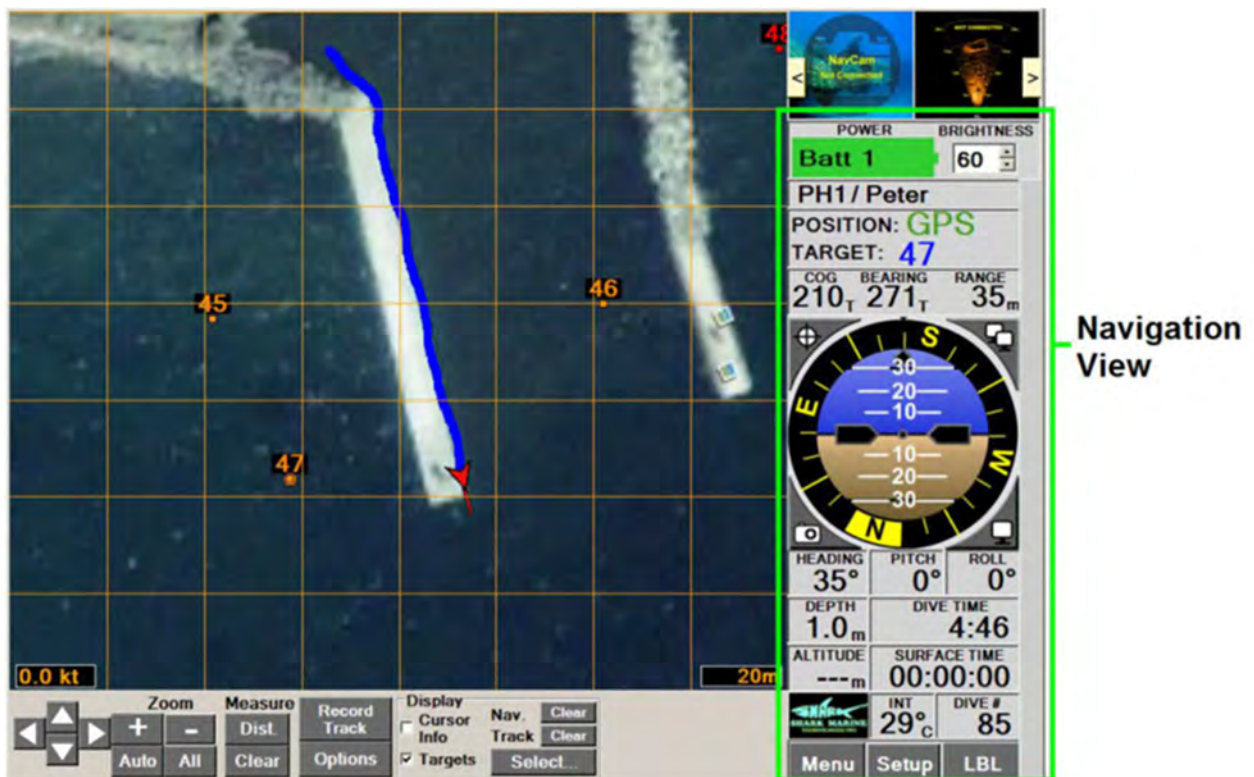 48
45
46
47
0.0 kt
20m
NavCam
Not Connected
NOT CONNECTED
<
>
POWER
BRIGHTNESS
Batt 1
60
PH1 / Peter
POSITION: GPS
TARGET: 47
COG BEARING RANGE
210T 271T 35m
S
E
W
N
30
20
10
10
20
30
HEADING PITCH ROLL
35° 0° 0°
DEPTH DIVE TIME
1.0 m 4:46
ALTITUDE SURFACE TIME
---m 00:00:00
INT DIVE #
SHARK MARINE
29°C 85
Menu Setup LBL
Navigation
View
Zoom
+ -
Auto All
Measure
Dist.
Clear
Record
Track
Options
Display
Cursor
Info
Targets
Nav. Clear
Track Clear
Select...